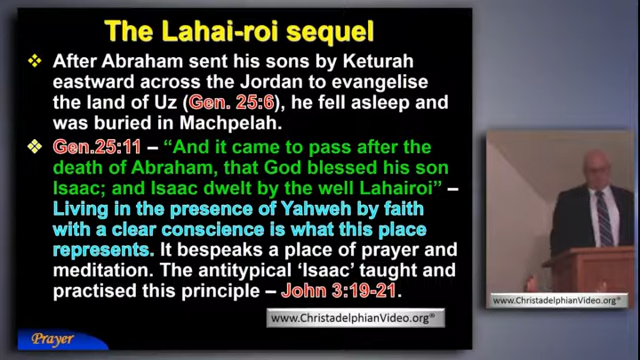 The Lahai-roi sequel
❖ After Abraham sent his sons by Keturah
eastward across the Jordan to evangelise
the land of Uz (Gen. 25:6), he fell asleep and
was buried in Machpelah.
❖ Gen.25:11 – “And it came to pass after the
death of Abraham, that God blessed his son
Isaac; and Isaac dwelt by the well Lahairoi” –
Living in the presence of Yahweh by faith
with a clear conscience is what this place
represents. It bespeaks a place of prayer and
meditation. The antitypical ‘Isaac’ taught and
practised this principle – John 3:19-21.
www.ChristadelphianVideo.org®
Prayer
www.ChristadelphianVideo.org®